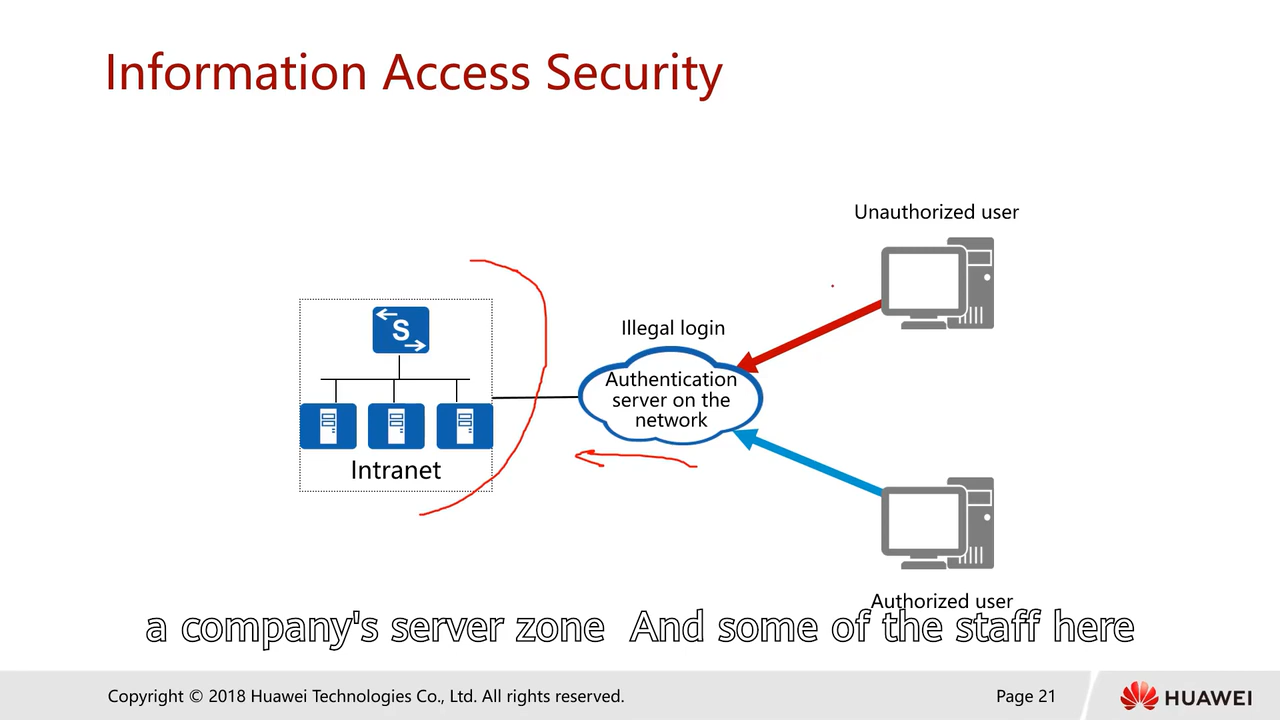 Information Access Security
Unauthorized user
Illegal login
Authentication
server on the
network
S
Intranet
Authorized user
a company's server zone  And some of the staff here
Copyright © 2018 Huawei Technologies Co., Ltd. All rights reserved.
Page 21
HUAWEI